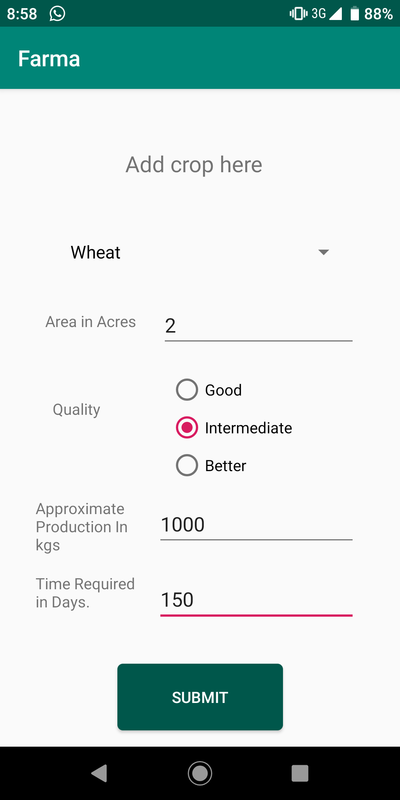 8:58 3G 88%
Farma
Add crop here
Wheat
Area in Acres 2
Good
Quality
Intermediate
Better
Approximate
Production In
kgs
1000
Time Required
in Days.
150
SUBMIT